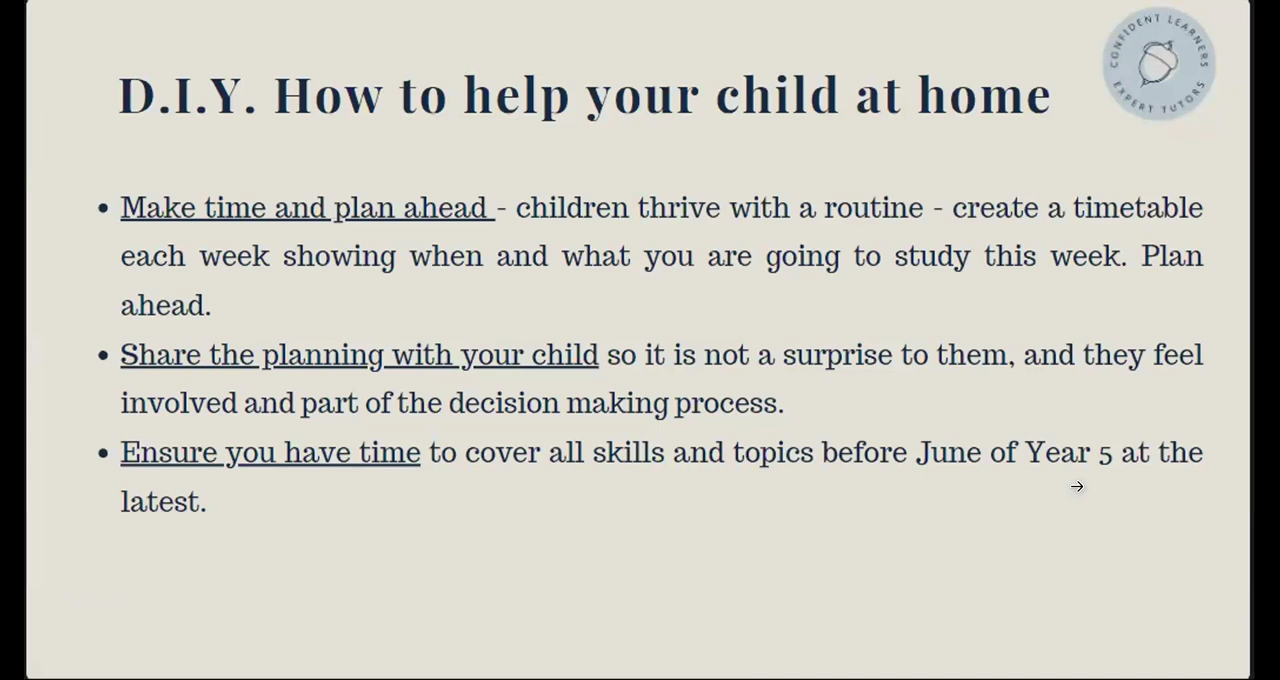 CONFIDENT LEARNERS
EXPERT TUTORS
D.I.Y. How to help your child at home
• Make time and plan ahead - children thrive with a routine - create a timetable
each week showing when and what you are going to study this week. Plan
ahead.
• Share the planning with your child so it is not a surprise to them, and they feel
involved and part of the decision making process.
• Ensure you have time to cover all skills and topics before June of Year 5 at the
latest.